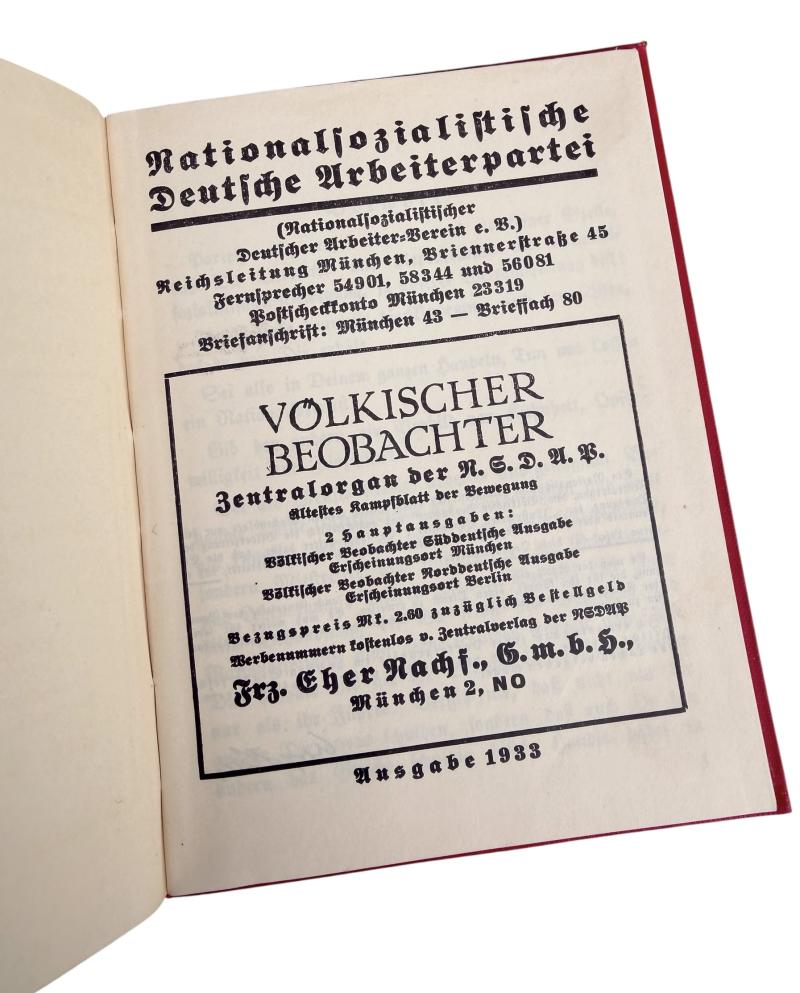 Nationalsozialistische
Deutsche Arbeiterpartei
(Nationalsozialistischer
Deutscher Arbeiter-Verein e. V.)
Reichsleitung München, Briennerstraße 45
Fernsprecher 54901, 58344 und 56081
Postscheckkonto München 23319
Briefanschrift: München 43 — Brieffach 80
VÖLKISCHER
BEOBACHTER
Zentralorgan der N. S. D. A. P.
Ältestes Kampfblatt der Bewegung
2 Hauptausgaben:
Völkischer Beobachter Süddeutsche Ausgabe
Erscheinungsort München
Völkischer Beobachter Norddeutsche Ausgabe
Erscheinungsort Berlin
Bezugspreis Mk. 2.60 zuzüglich Bestellgeld
Werbenummern kostenlos v. Zentralverlag der NSDAP
Frz. Eher Nachf., G. m. b. H.,
München 2, NO
Ausgabe 1933